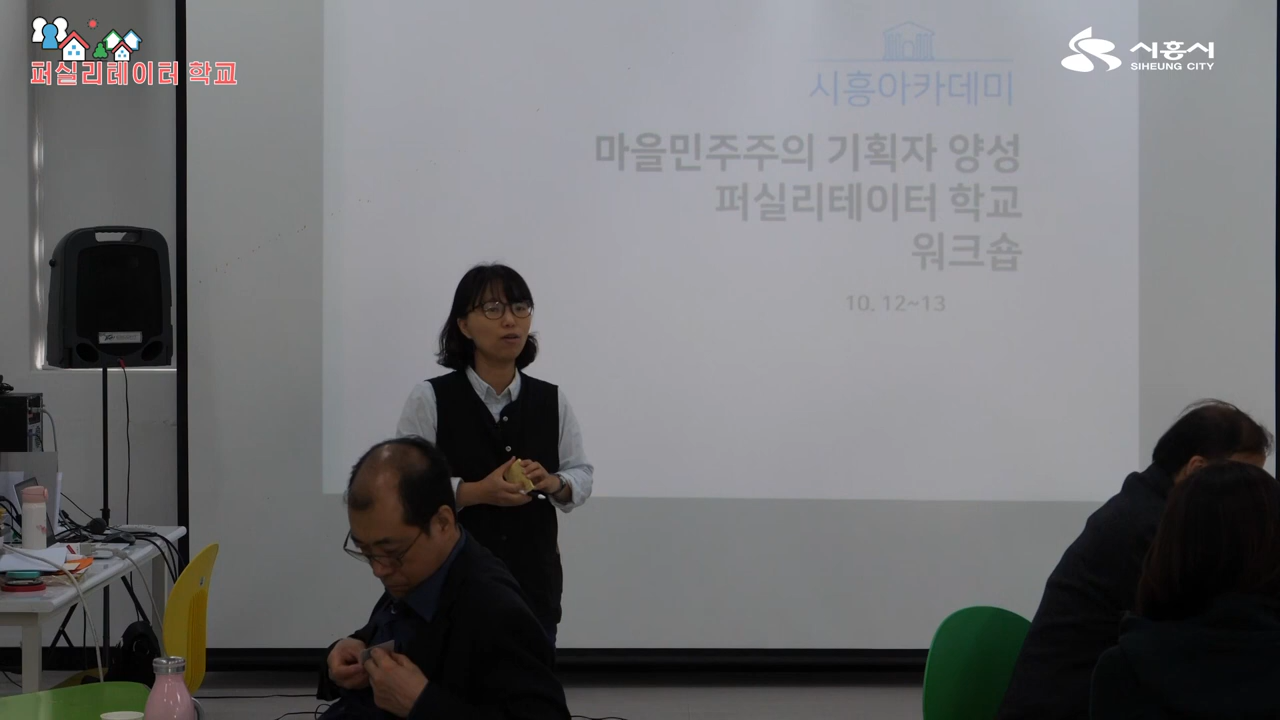 퍼실리테이터 학교
시흥시
SIHEUNG CITY
시흥아카데미
마을민주주의 기획자 양성
퍼실리테이터 학교
워크숍
10. 12~13